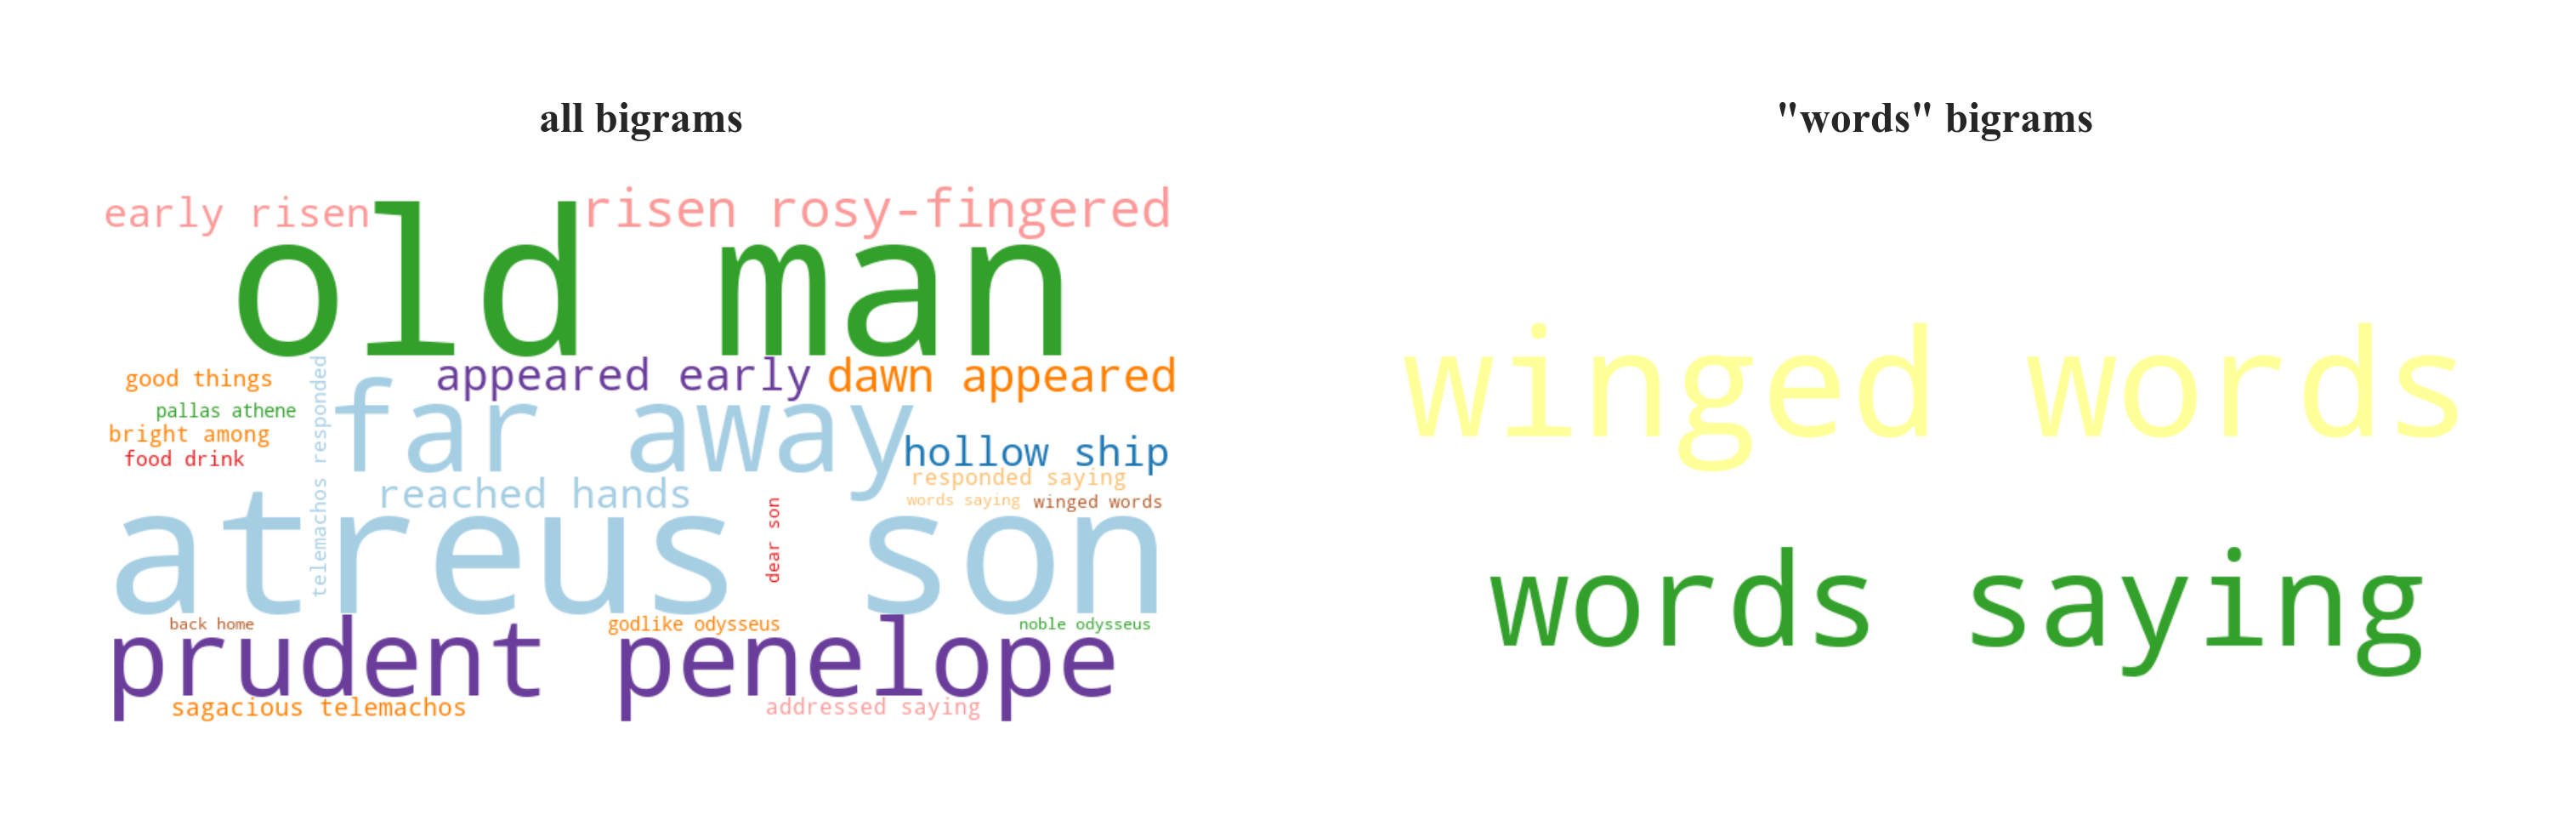 all bigrams
early risen
risen rosy-fingered
old man
good things
telemachos responded
appeared early
dawn appeared
pallas athene
far away
bright among
hollow ship
food drink
responded saying
reached hands
words saying
winged words
dear son
atreus son
back home
godlike odysseus
noble odysseus
prudent penelope
sagacious telemachos
addressed saying
"words" bigrams
winged words
words saying